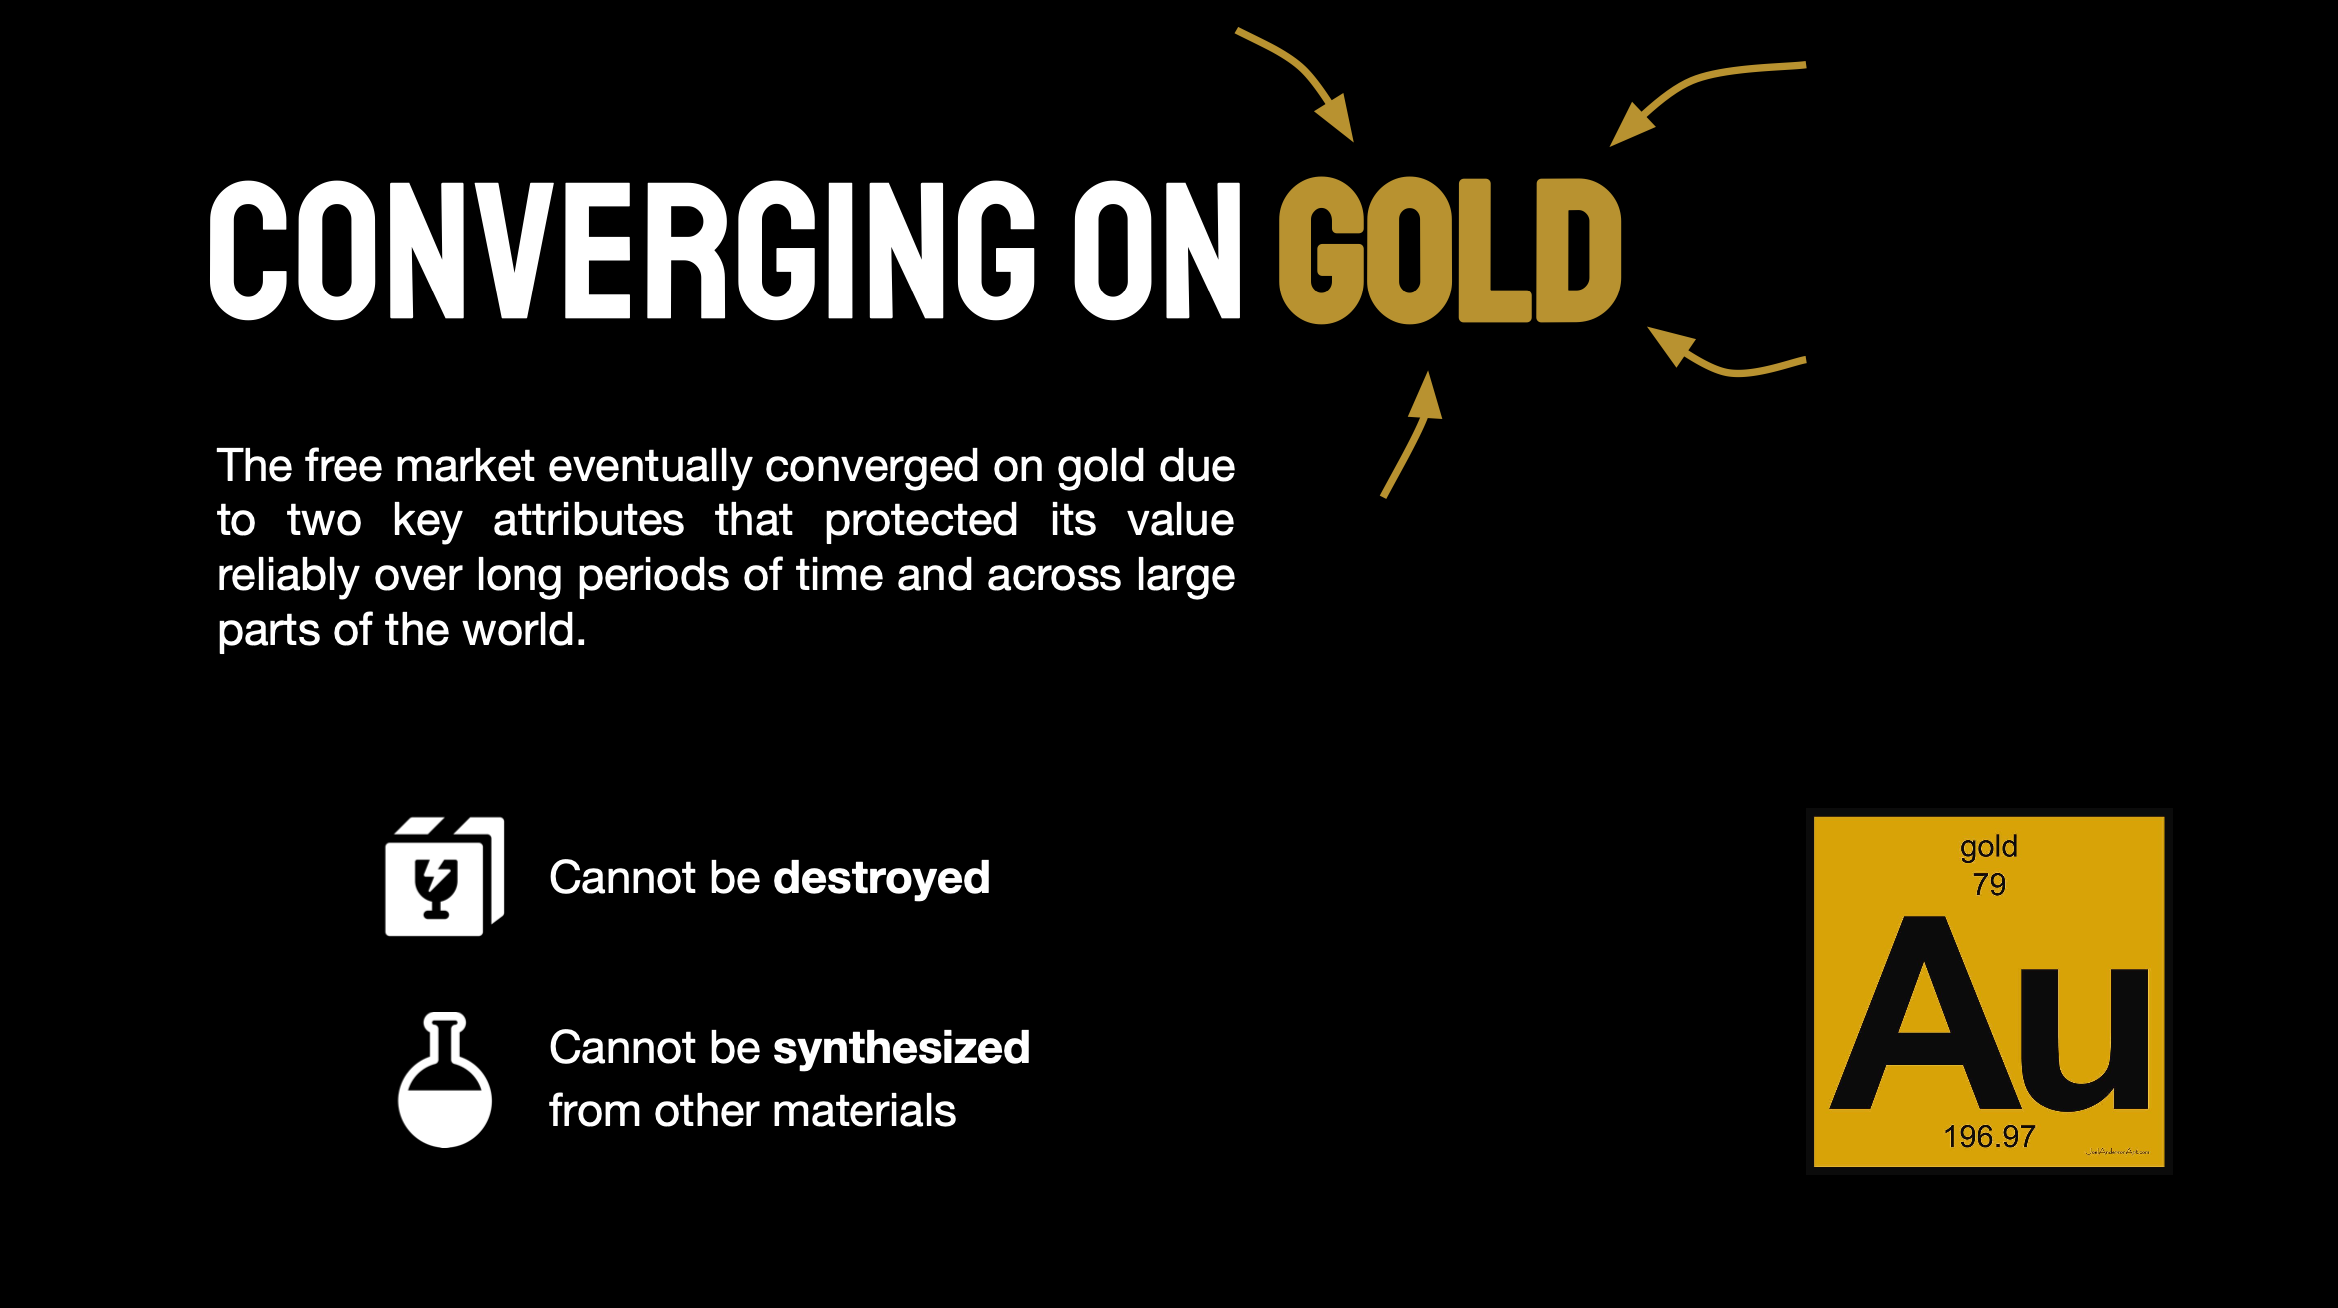 CONVERGING ON GOLD
The free market eventually converged on gold due
to two key attributes that protected its value
reliably over long periods of time and across large
parts of the world.
Cannot be destroyed
Cannot be synthesized
from other materials
gold
79
Au
196.97